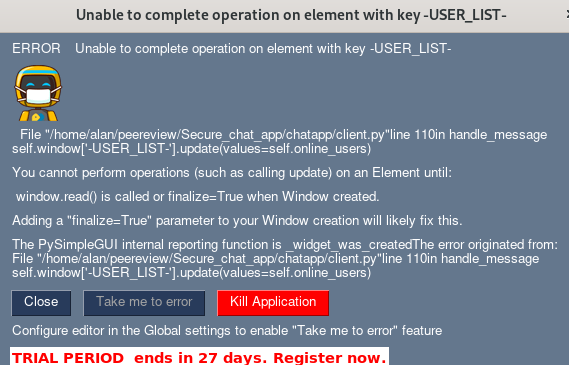 Unable to complete operation on element with key -USER_LIST-
ERROR Unable to complete operation on element with key -USER_LIST-
File "/home/alan/peereview/Secure_chat_app/chatapp/client.py"line 110in handle_message
self.window['-USER_LIST-'].update(values=self.online_users)
You cannot perform operations (such as calling update) on an Element until:
window.read() is called or finalize=True when Window created.
Adding a "finalize=True" parameter to your Window creation will likely fix this.
The PySimpleGUI internal reporting function is _widget_was_createdThe error originated from:
File "/home/alan/peereview/Secure_chat_app/chatapp/client.py"line 110in handle_message
self.window['-USER_LIST-'].update(values=self.online_users)
Close Take me to error Kill Application
Configure editor in the Global settings to enable "Take me to error" feature
TRIAL PERIOD ends in 27 days. Register now.